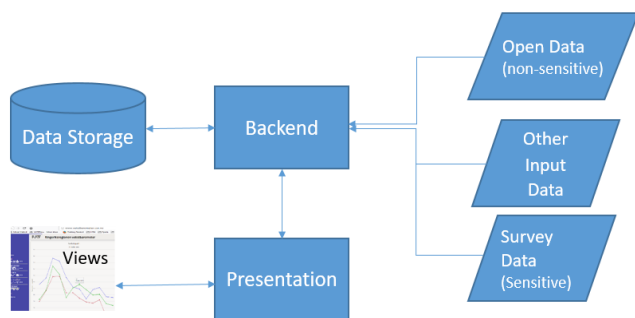 Open Data
(non-sensitive)
Data Storage
Backend
Other
Input
Data
Views
Presentation
Survey
Data
(Sensitive)